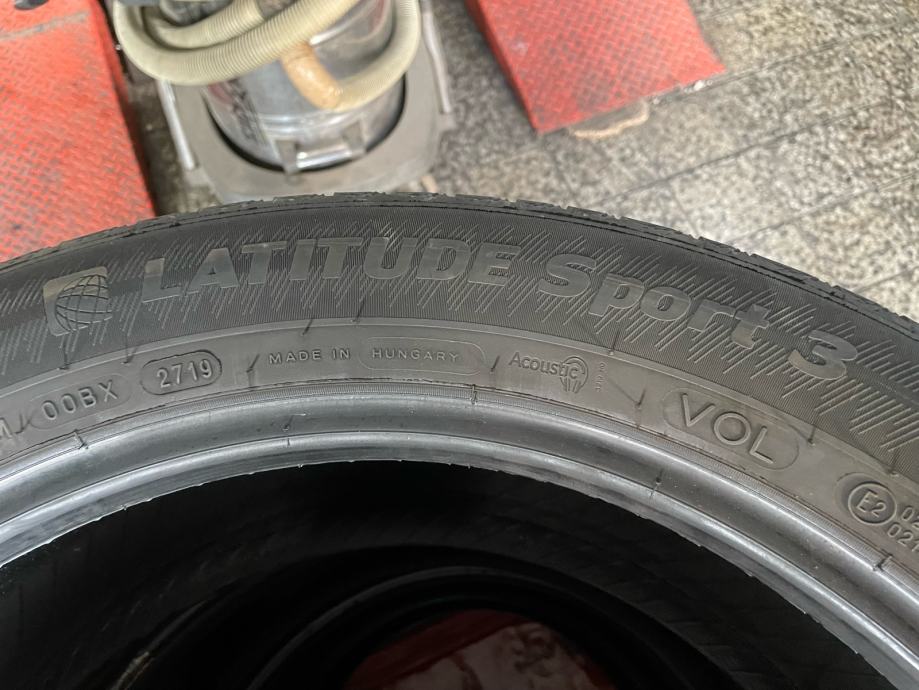 LATITUDE Sport 3
00BX 2719 MADE IN HUNGARY Acoustic VOL E2